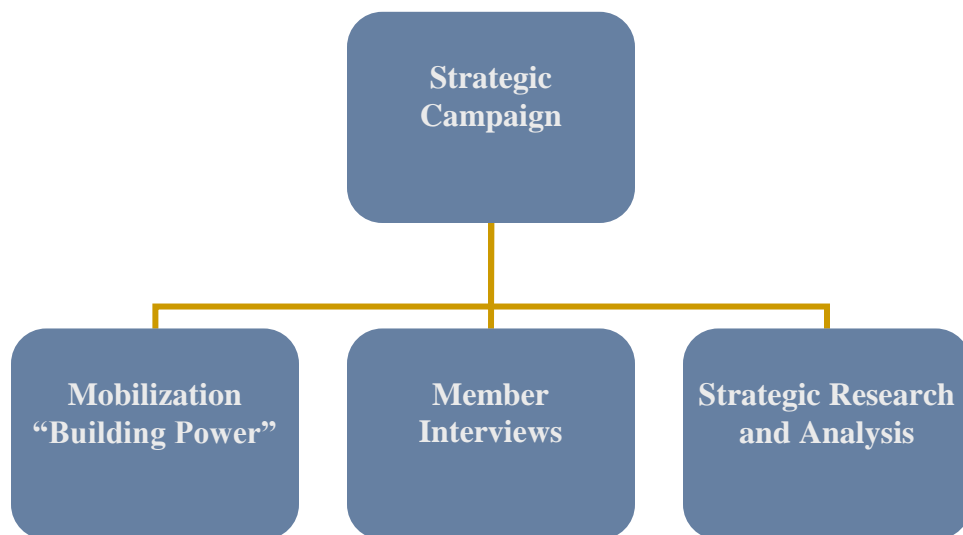 Strategic
Campaign
Mobilization
“Building Power”
Member
Interviews
Strategic Research
and Analysis